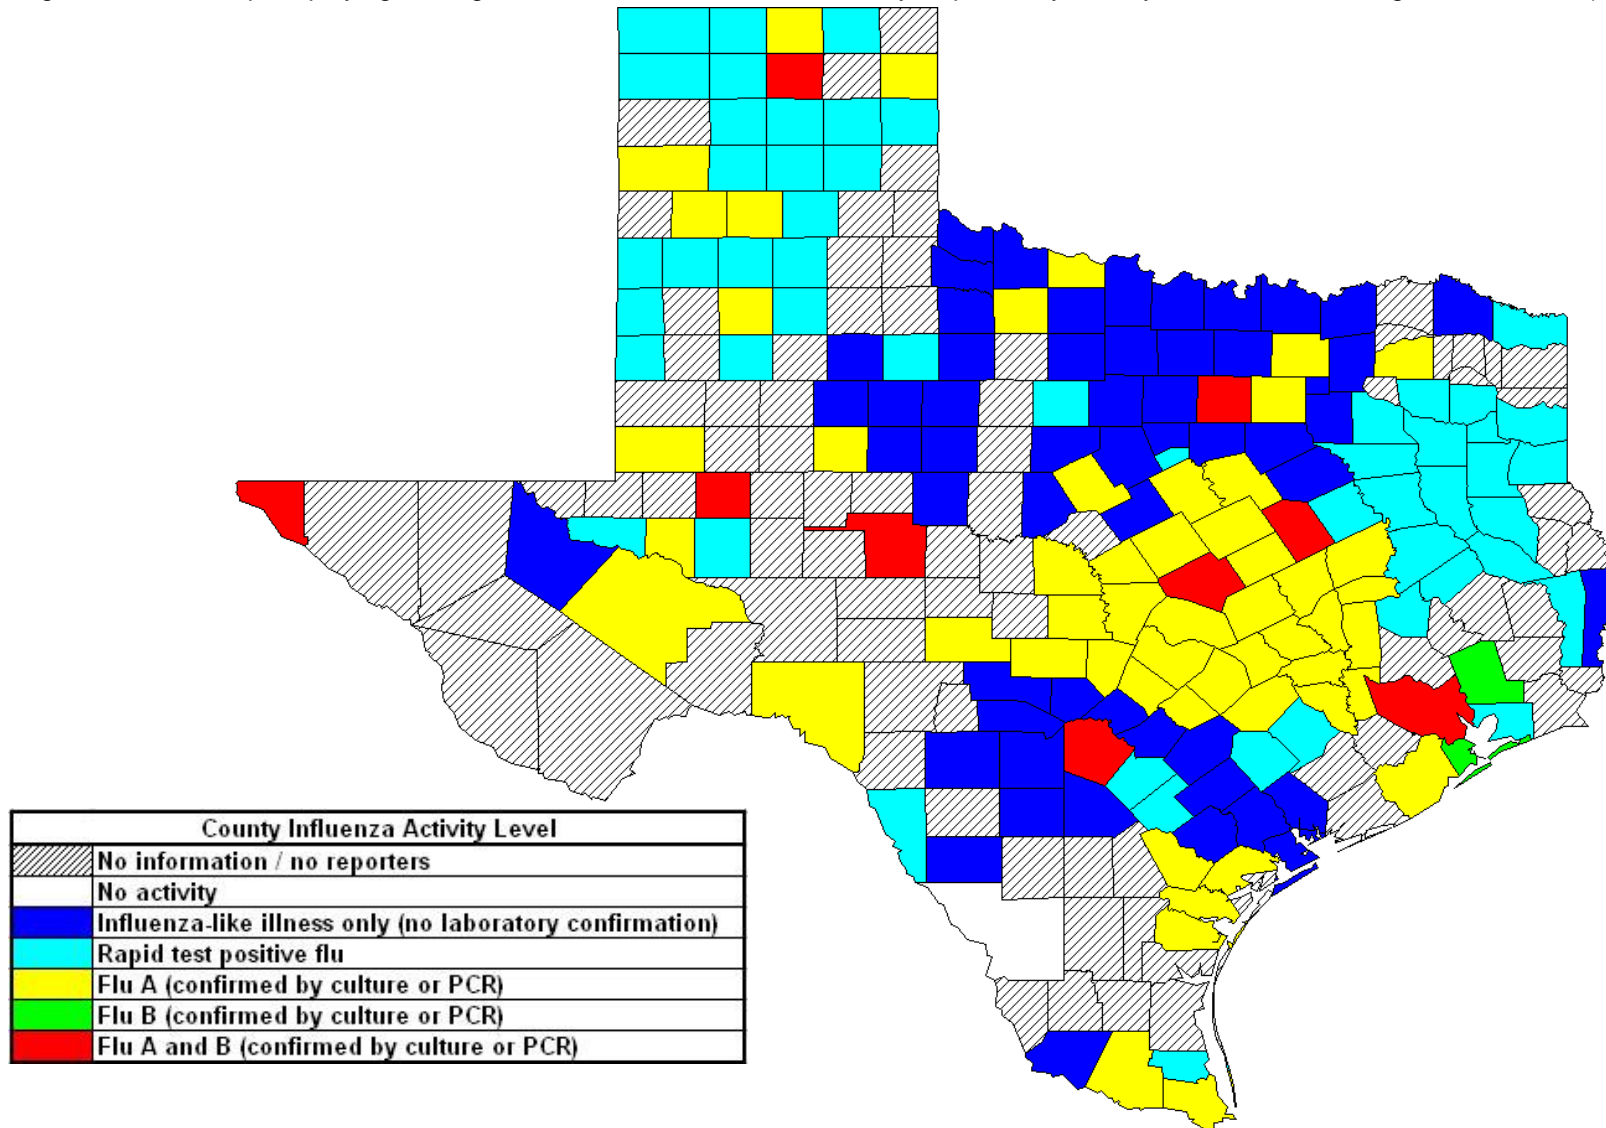 County Influenza Activity Level
No information / no reporters
No activity
Influenza-like illness only (no laboratory confirmation)
Rapid test positive flu
Flu A (confirmed by culture or PCR)
Flu B (confirmed by culture or PCR)
Flu A and B (confirmed by culture or PCR)